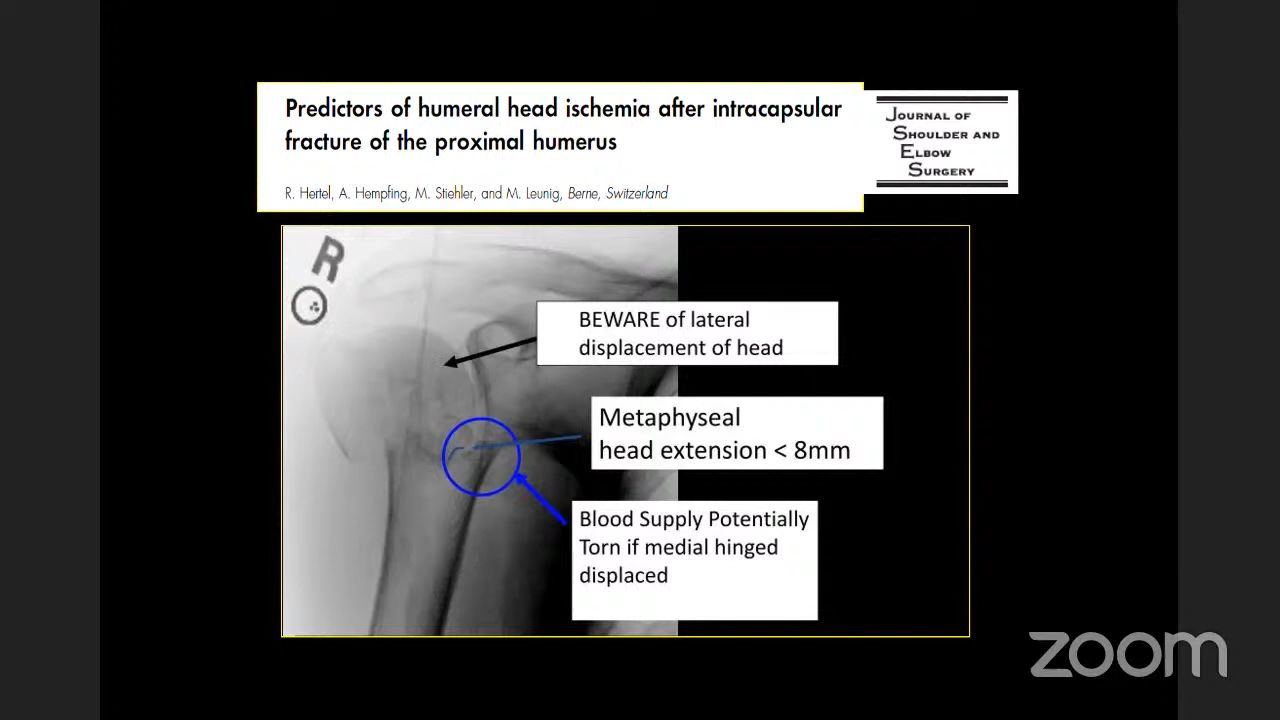 Predictors of humeral head ischemia after intracapsular
fracture of the proximal humerus
R. Hertel, A. Hempfing, M. Stiehler, and M. Leunig, Berne, Switzerland
JOURNAL OF
SHOULDER AND
ELBOW
SURGERY
R
BEWARE of lateral
displacement of head
Metaphyseal
head extension < 8mm
Blood Supply Potentially
Torn if medial hinged
displaced
zoom